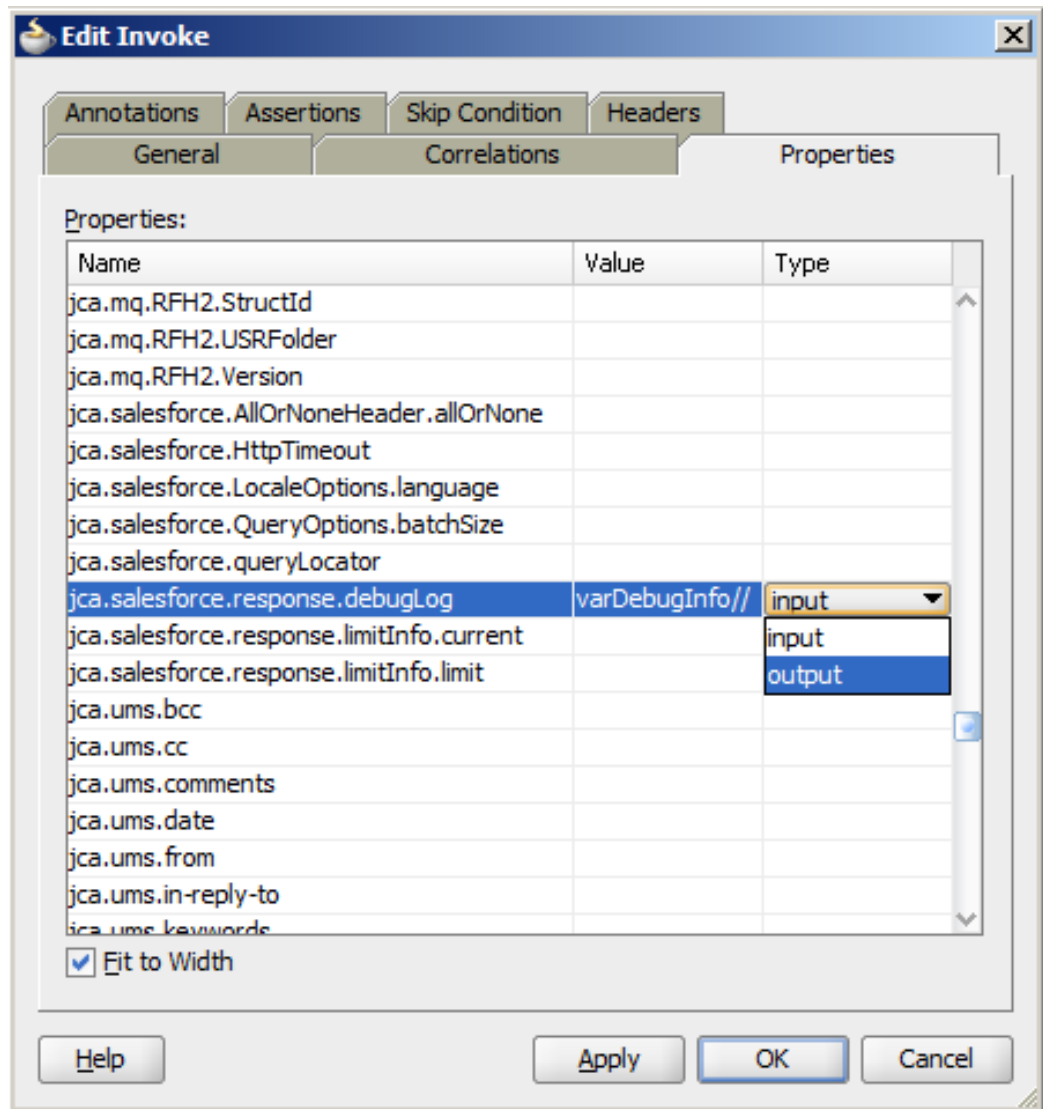 Edit Invoke
Annotations Assertions Skip Condition Headers
General Correlations Properties
Properties:
Name Value Type
jca.mq.RFH2.StructId
jca.mq.RFH2.USRFolder
jca.mq.RFH2.Version
jca.salesforce.AllOrNoneHeader.allOrNone
jca.salesforce.HttpTimeout
jca.salesforce.LocaleOptions.language
jca.salesforce.QueryOptions.batchSize
jca.salesforce.queryLocator
jca.salesforce.response.debugLog varDebugInfo// input
jca.salesforce.response.limitInfo.current input
jca.salesforce.response.limitInfo.limit output
jca.ums.bcc
jca.ums.cc
jca.ums.comments
jca.ums.date
jca.ums.from
jca.ums.in-reply-to
jca.ums.keywords
Fit to Width
Help Apply OK Cancel